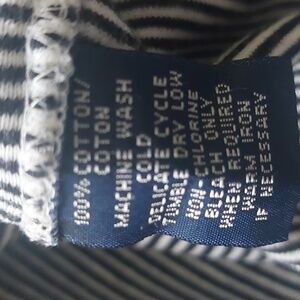 100% COTTON/
COTON
MACHINE WASH
COLD
DELICATE CYCLE
TUMBLE DRY LOW
NON-CHLORINE
BLEACH ONLY
WHEN REQUIRED
WARM IRON
IF NECESSARY